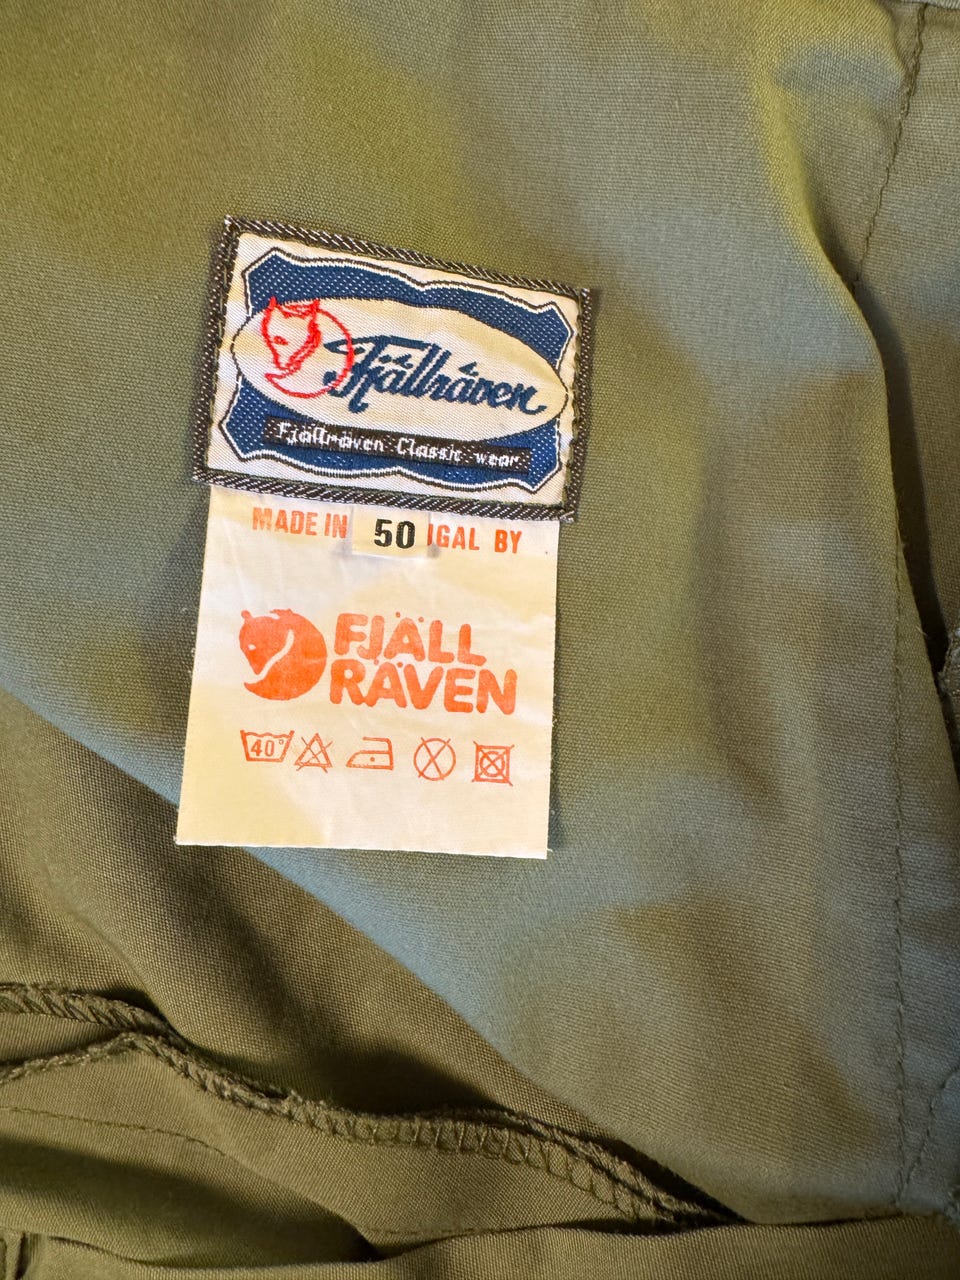 Fjällräven
Fjällräven Classic wear
MADE IN 50 IGAL BY
FJÄLL
RÄVEN
40°